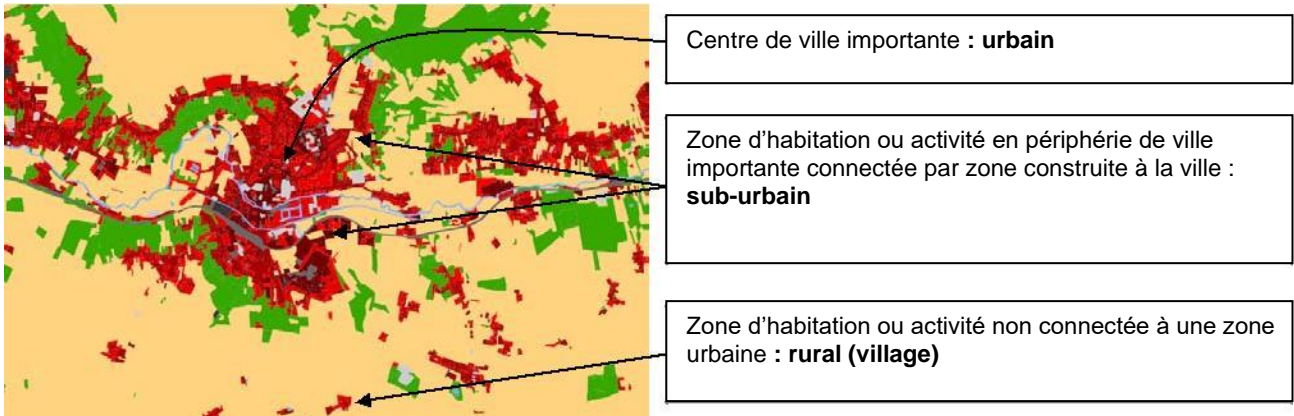 Centre de ville importante : urbain
Zone d'habitation ou activité en périphérie de ville
importante connectée par zone construite à la ville :
sub-urbain
Zone d'habitation ou activité non connectée à une zone
urbaine : rural (village)